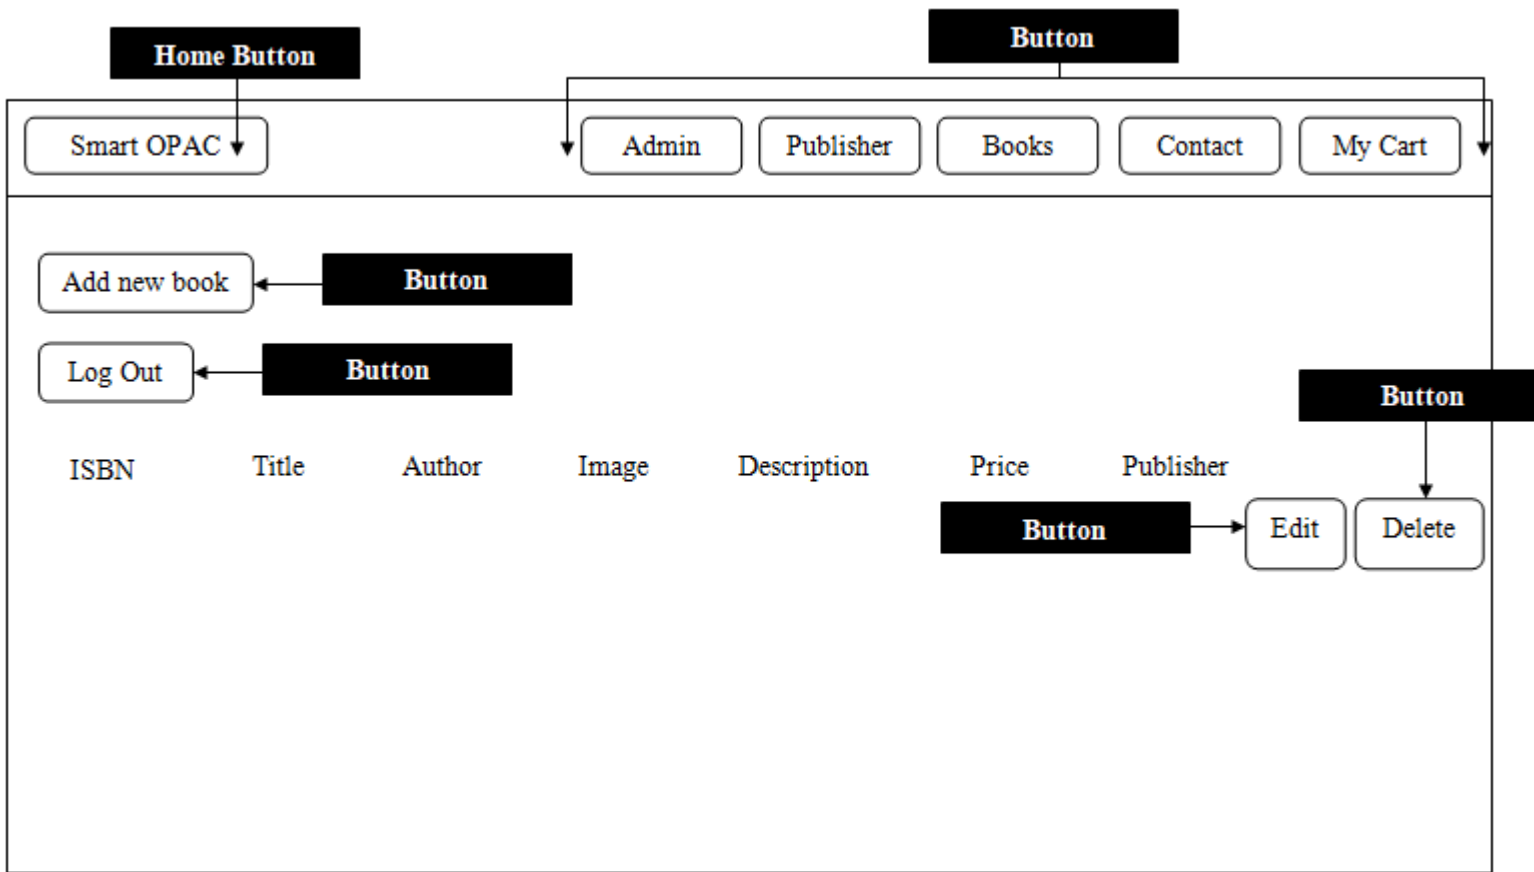 Home Button
Button
Smart OPAC
Admin
Publisher
Books
Contact
My Cart
Add new book
Button
Log Out
Button
Button
ISBN
Title
Author
Image
Description
Price
Publisher
Button
Edit
Delete